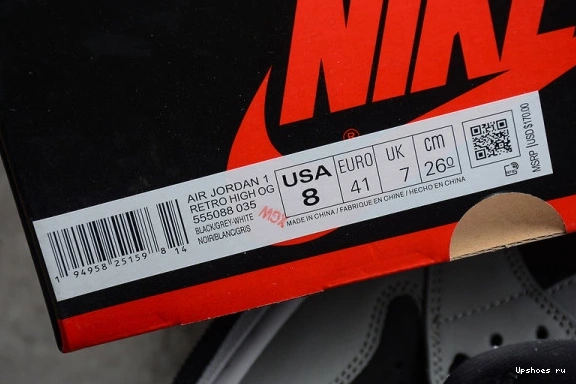 NIKE
®
AIR JORDAN 1
RETRO HIGH OG
555088 035
BLACK/GREY-WHITE
NOIR/BLANC/GRIS
USA
8
EURO
41
UK
7
cm
26º
MSRP (USD $170.00
MADE IN CHINA / FABRIQUE EN CHINE / HECHO EN CHINA
XGW
1 94958 25159 8 14
Upshoes ru